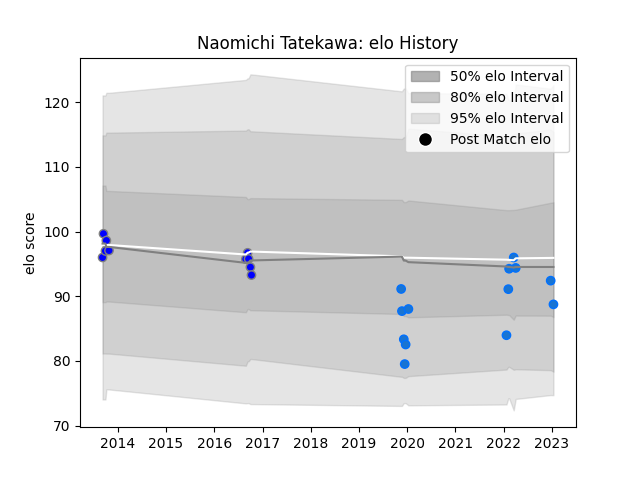 Naomichi Tatekawa: elo History
50% elo Interval
80% elo Interval
95% elo Interval
Post Match elo
elo score
120
110
100
90
80
70
2014 2015 2016 2017 2018 2019 2020 2021 2022 2023